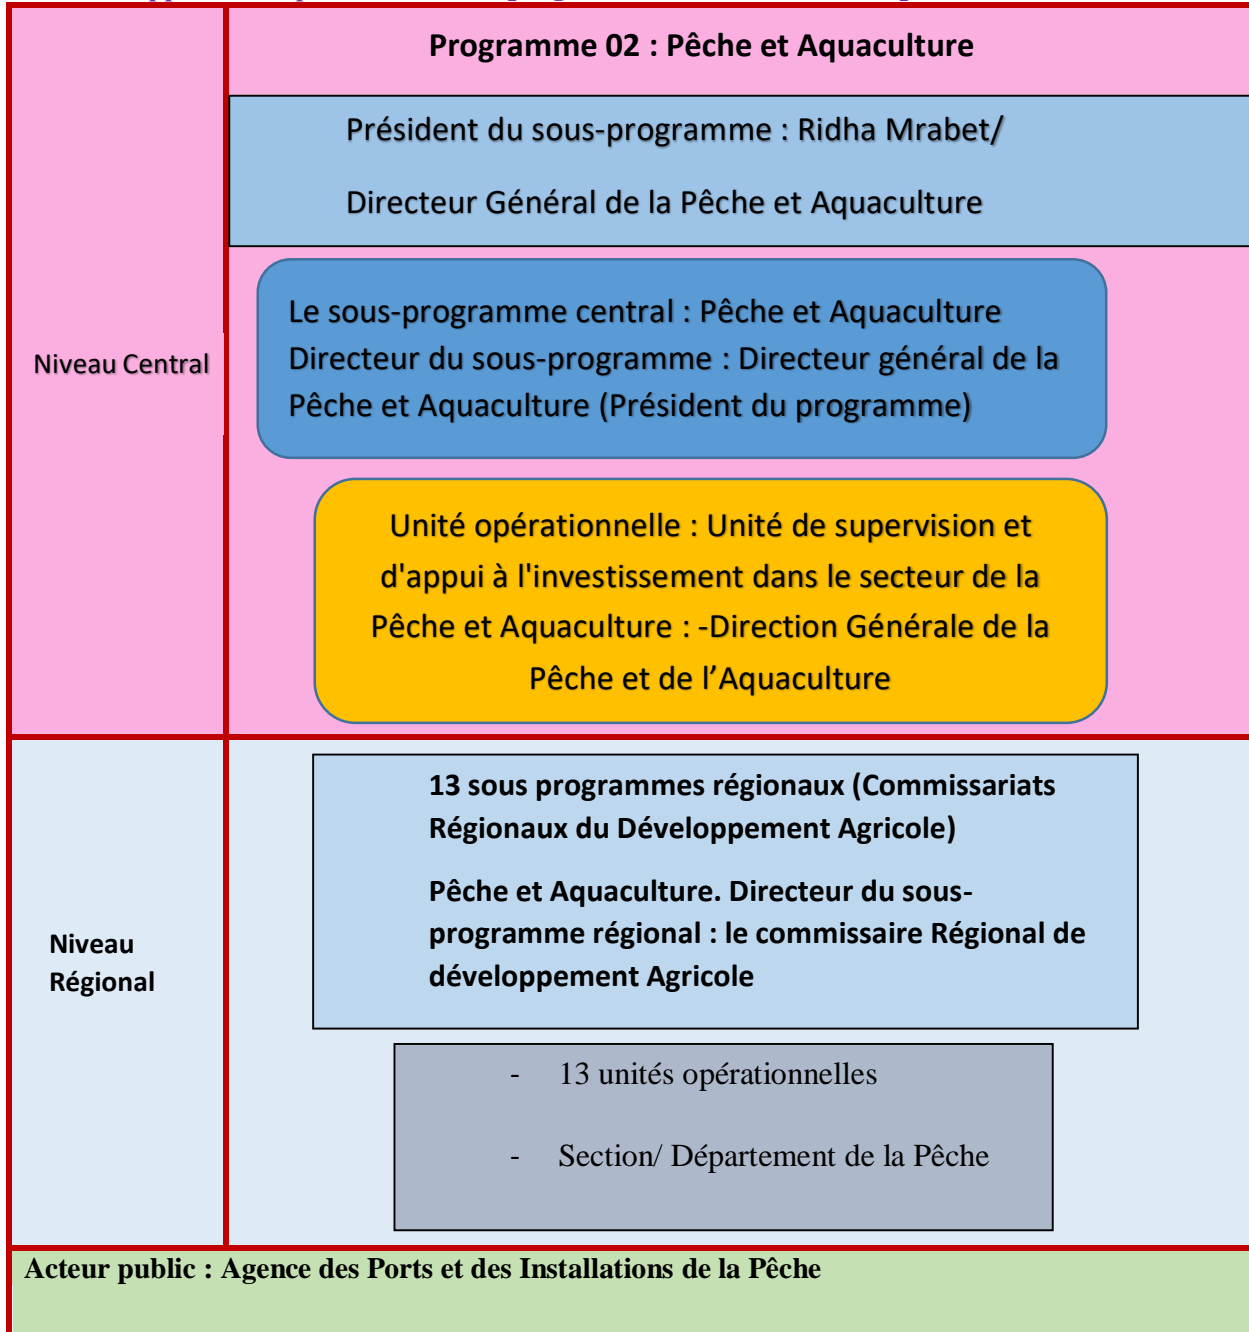 Programme 02 : Pêche et Aquaculture
Président du sous-programme : Ridha Mrabet/
Directeur Général de la Pêche et Aquaculture
Niveau Central
Le sous-programme central : Pêche et Aquaculture
Directeur du sous-programme : Directeur général de la
Pêche et Aquaculture (Président du programme)
Unité opérationnelle : Unité de supervision et
d'appui à l'investissement dans le secteur de la
Pêche et Aquaculture : -Direction Générale de la
Pêche et de l’Aquaculture
Niveau
Régional
13 sous programmes régionaux (Commissariats
Régionaux du Développement Agricole)
Pêche et Aquaculture. Directeur du sous-
programme régional : le commissaire Régional de
développement Agricole
- 13 unités opérationnelles
- Section/ Département de la Pêche
Acteur public : Agence des Ports et des Installations de la Pêche